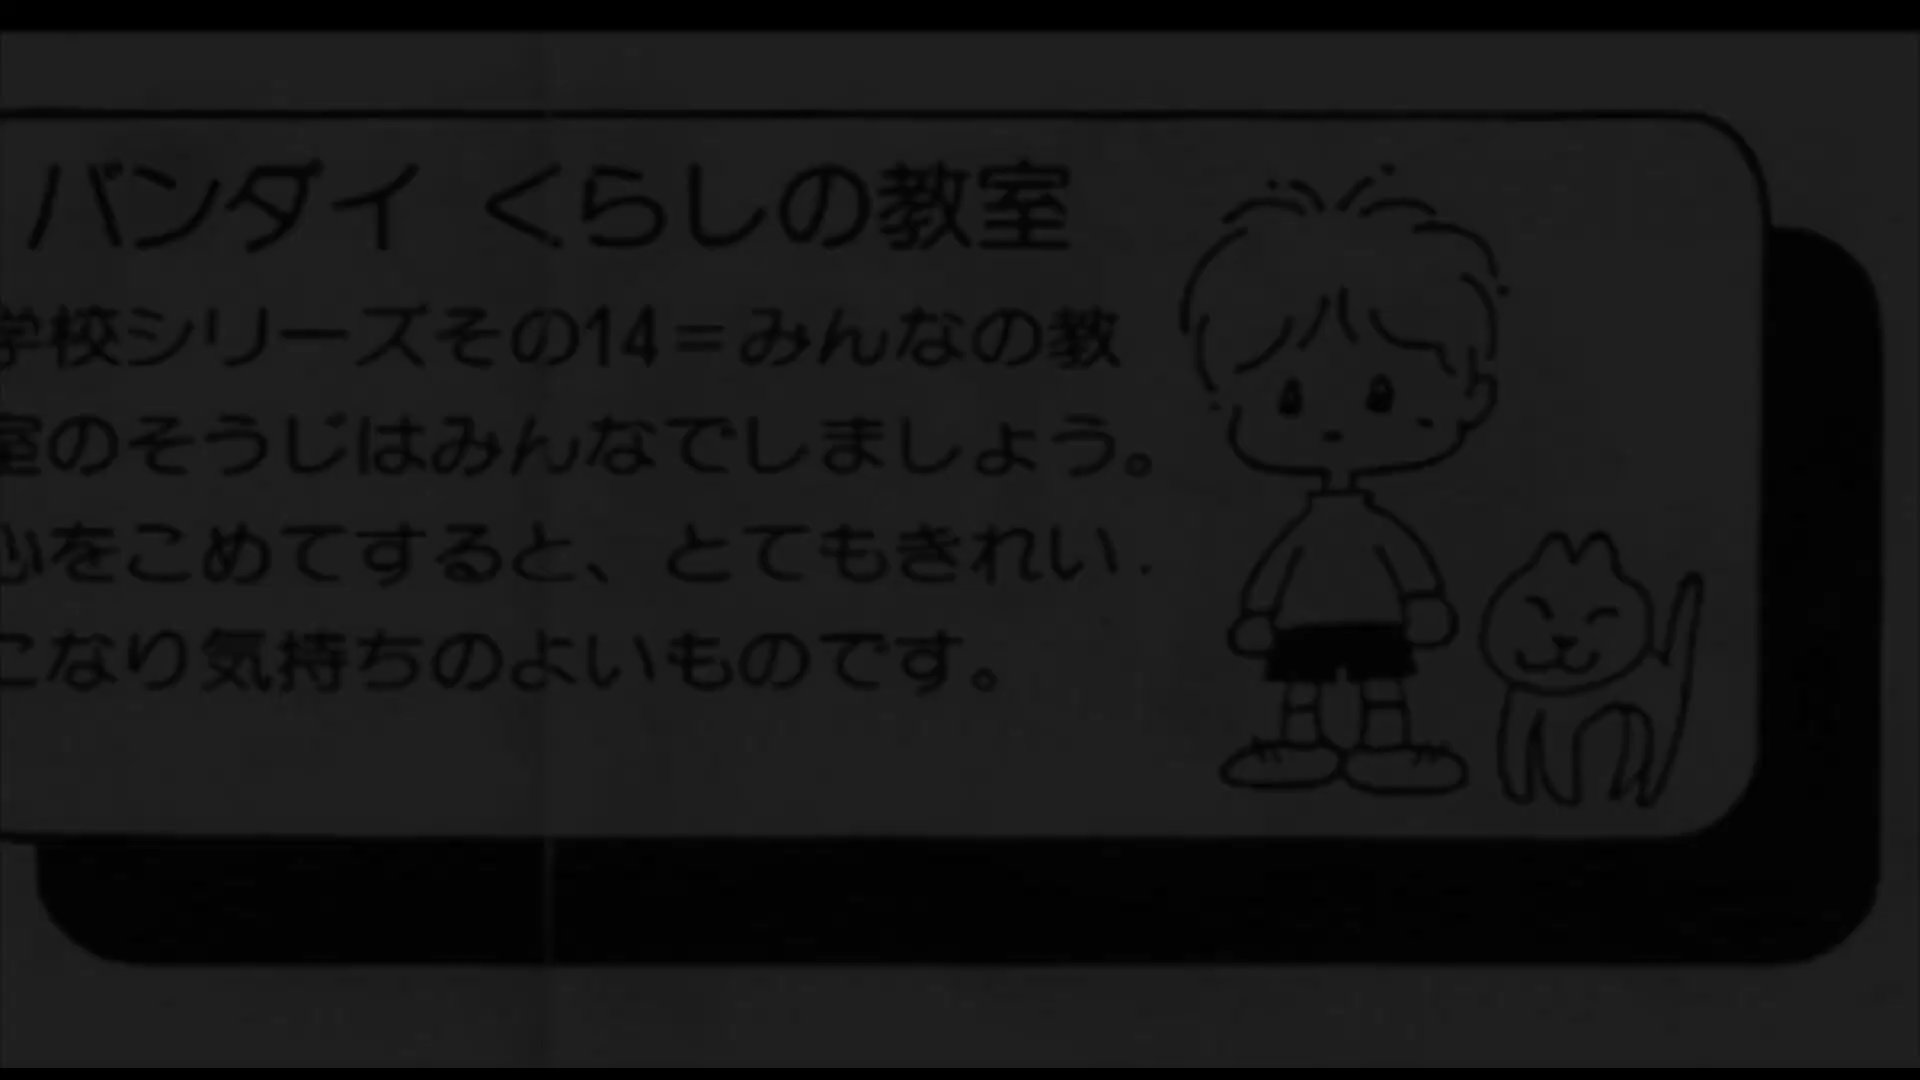 バンダイ くらしの教室
学校シリーズその14＝みんなの教
室のそうじはみんなでしましょう。
心をこめてすると、とてもきれい
になり気持ちのよいものです。